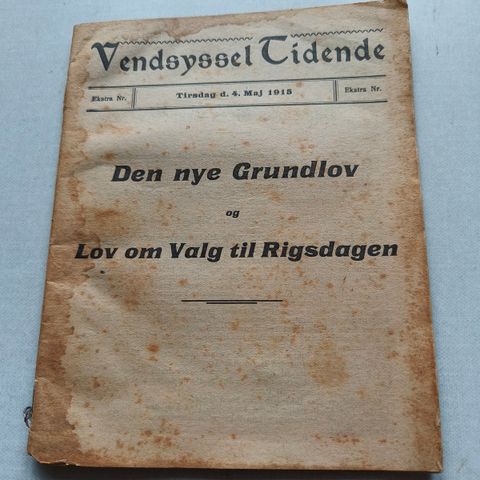 Vendsyssel Tidende
Ekstra Nr.
Tirsdag d. 4. Maj 1915
Ekstra Nr.
Den nye Grundlov
og
Lov om Valg til Rigsdagen